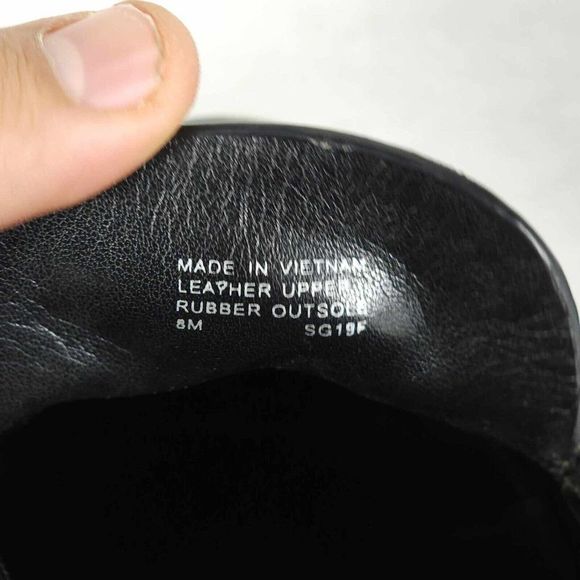 MADE IN VIETNAM
LEATHER UPPER
RUBBER OUTSOLE
8M SG19F